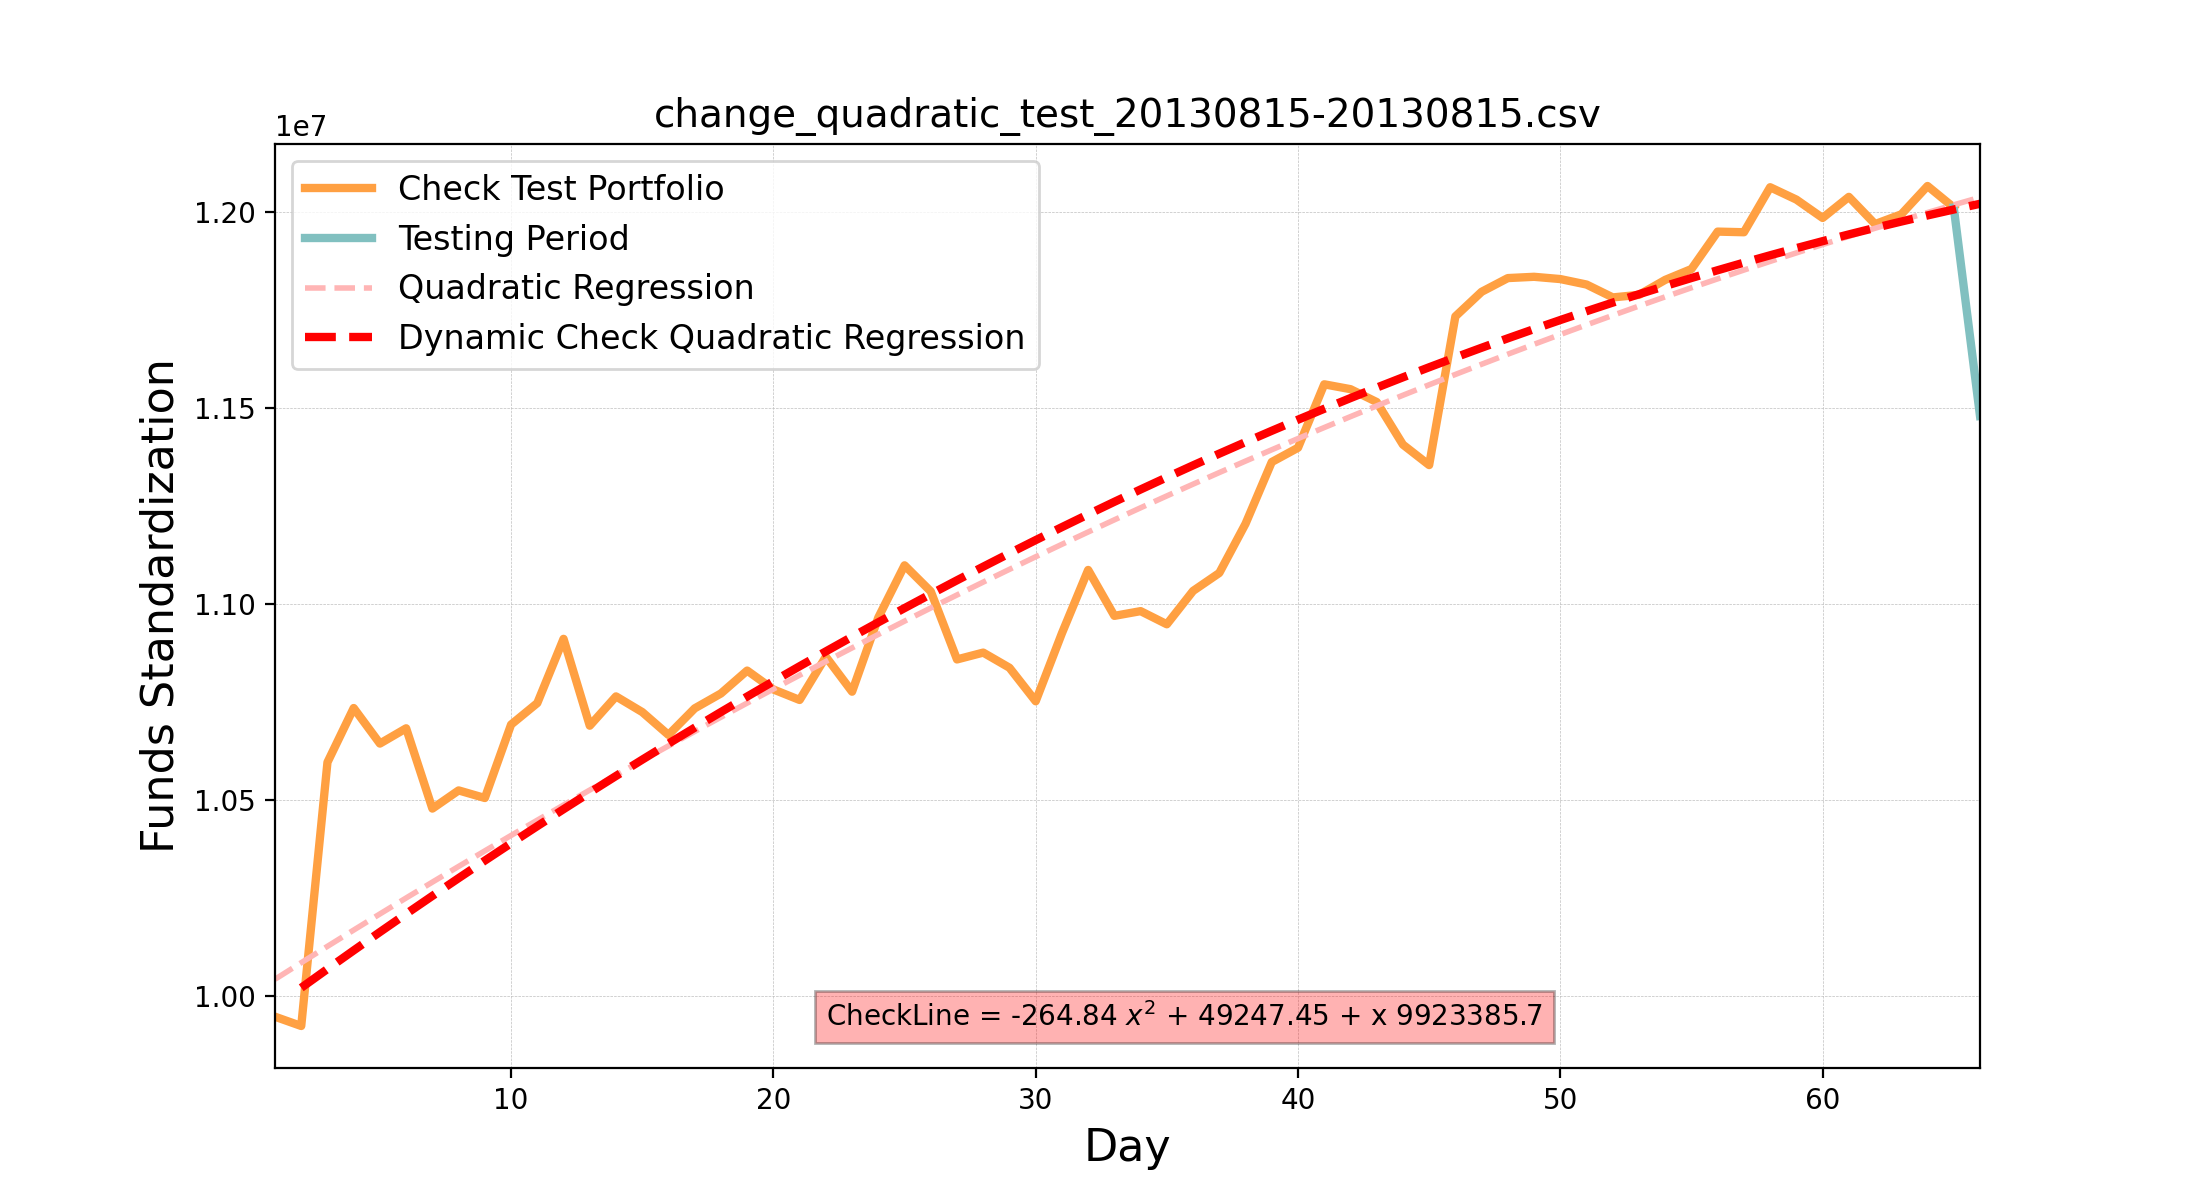 change_quadratic_test_20130815-20130815.csv
1e7
Check Test Portfolio
Testing Period
Quadratic Regression
Dynamic Check Quadratic Regression
Funds Standardization
1.20
1.15
1.10
1.05
1.00
CheckLine = -264.84 x² + 49247.45 + x 9923385.7
10 20 30 40 50 60
Day